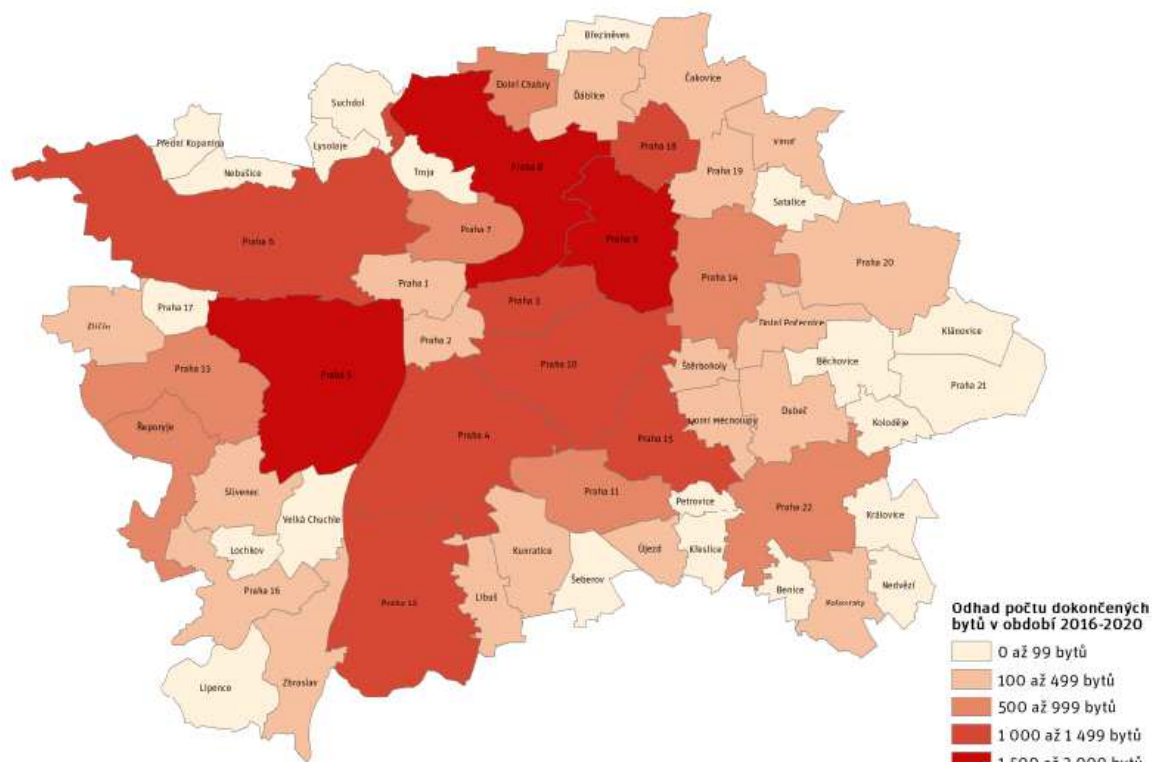 Březiněves
Dolní Chabry
Ďáblice
Čakovice
Suchdol
Přední Kopanina
Lysolaje
Nebušice
Praha 8
Troja
Praha 18
Praha 19
Vinoř
Satalice
Praha 6
Praha 7
Praha 9
Praha 14
Praha 20
Praha 1
Praha 17
Praha 3
Zličín
Praha 2
Dolní Počernice
Klánovice
Praha 13
Praha 5
Praha 10
Štěrboholy
Běchovice
Praha 21
Řeporyje
Praha 4
Praha 15
Dolní Měcholupy
Dubeč
Koloděje
Slivenec
Praha 11
Petrovice
Praha 22
Královice
Velká Chuchle
Lochkov
Kunratice
Újezd
Křeslice
Šeberov
Praha 16
Praha 12
Libuš
Benice
Nedvězí
Kolovraty
Lipence
Zbraslav
Odhad počtu dokončených
bytů v období 2016-2020
0 až 99 bytů
100 až 499 bytů
500 až 999 bytů
1 000 až 1 499 bytů